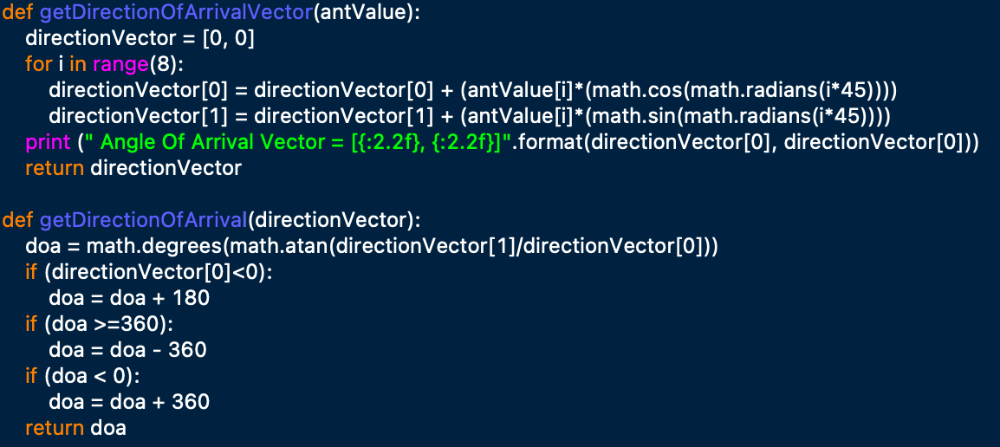 def getDirectionOfArrivalVector(antValue):
    directionVector = [0, 0]
    for i in range(8):
        directionVector[0] = directionVector[0] + (antValue[i]*(math.cos(math.radians(i*45))))
        directionVector[1] = directionVector[1] + (antValue[i]*(math.sin(math.radians(i*45))))
    print (" Angle Of Arrival Vector = [{:2.2f}, {:2.2f}]".format(directionVector[0], directionVector[0]))
    return directionVector

def getDirectionOfArrival(directionVector):
    doa = math.degrees(math.atan(directionVector[1]/directionVector[0]))
    if (directionVector[0]<0):
        doa = doa + 180
    if (doa >=360):
        doa = doa - 360
    if (doa < 0):
        doa = doa + 360
    return doa